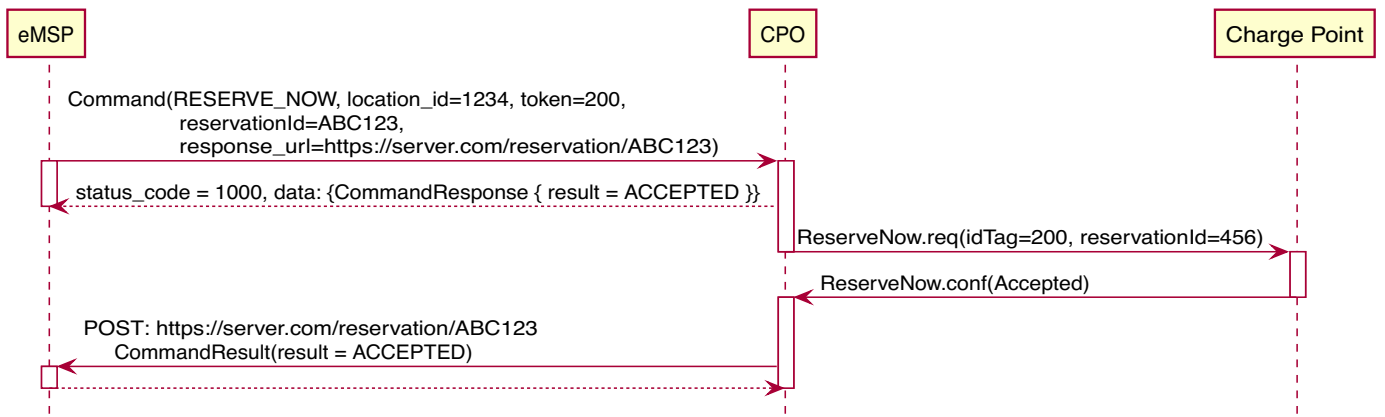 eMSP
CPO
Charge Point
Command(RESERVE_NOW, location_id=1234, token=200,
reservationId=ABC123,
response_url=https://server.com/reservation/ABC123)
status_code = 1000, data: {CommandResponse { result = ACCEPTED }}
ReserveNow.req(idTag=200, reservationId=456)
ReserveNow.conf(Accepted)
POST: https://server.com/reservation/ABC123
CommandResult(result = ACCEPTED)